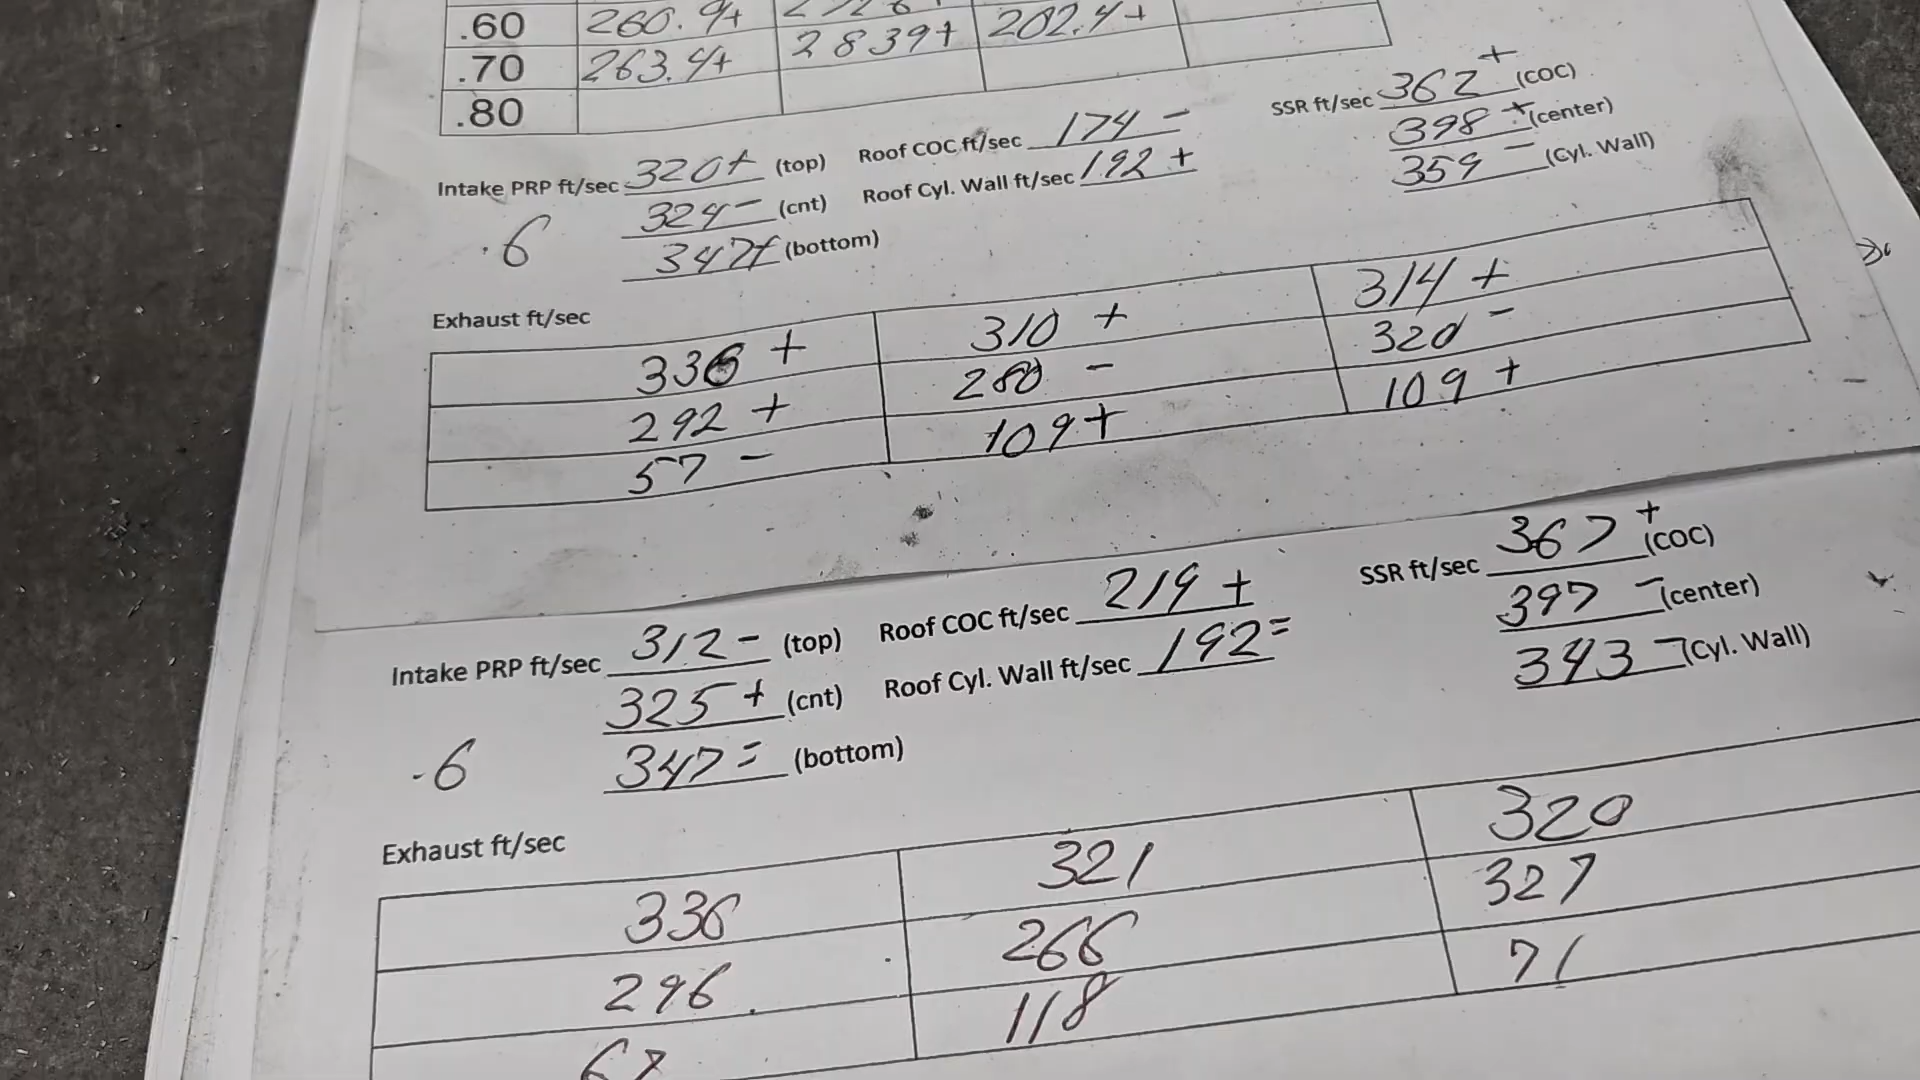 .60 260.9+ 202.4+
.70 263.4+ 2839+
.80
Intake PRP ft/sec 320+ (top) Roof COC ft/sec 174 - SSR ft/sec 362+ (COC)
324- (cnt) Roof Cyl. Wall ft/sec 192 + 398 + (center)
.6 347+ (bottom) 359 - (Cyl. Wall)
Exhaust ft/sec
336 + 310 + 314 +
292 + 280 - 320 -
57 - 109+ 109 +
Intake PRP ft/sec 312- (top) Roof COC ft/sec 219 + SSR ft/sec 367+ (COC)
325+ (cnt) Roof Cyl. Wall ft/sec 192= 397 - (center)
.6 347= (bottom) 343 - (Cyl. Wall)
Exhaust ft/sec
336 321 320
296 266 327
67 118 71